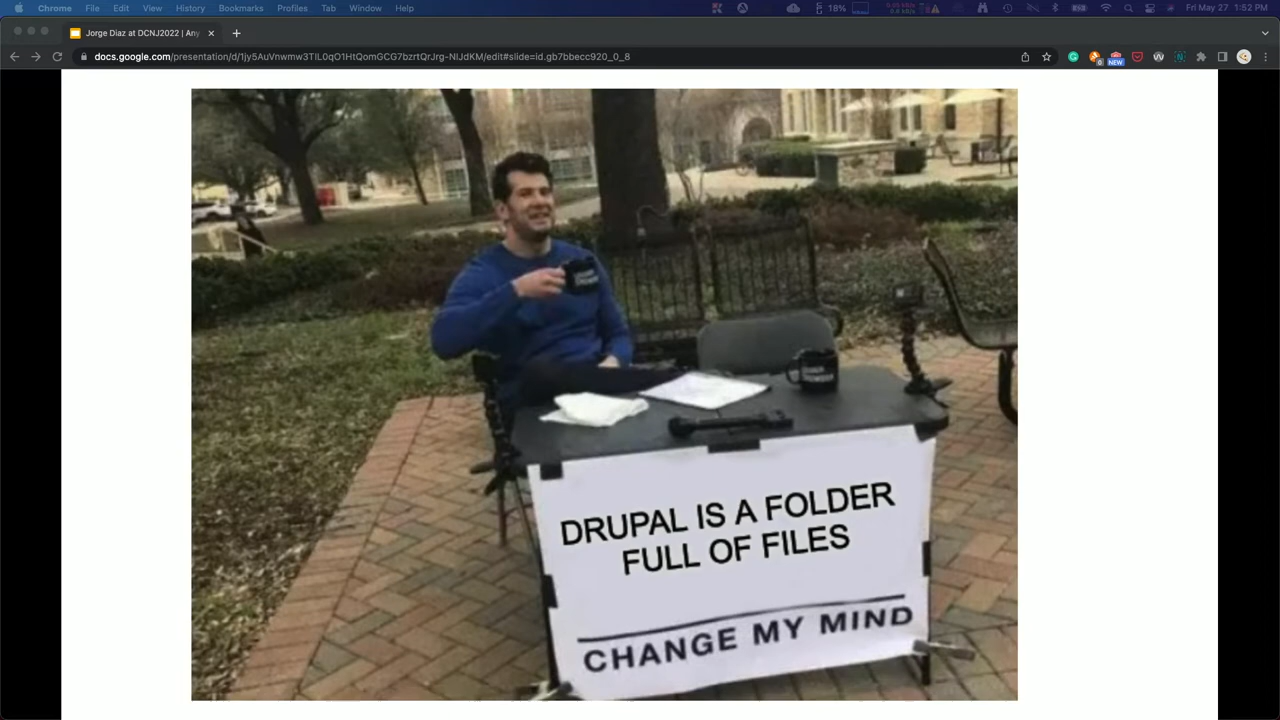 Chrome File Edit View History Bookmarks Profiles Tab Window Help
18%
Fri May 27 1:52 PM
Jorge Diaz at DCNJ2022 | Any
docs.google.com/presentation/d/1jy5AuVnwmw3TIL0qO1HtQomGCG7bzrtQrJrg-NIJdKM/edit#slide=id.gb7bbecc920_0_8
NEW
DRUPAL IS A FOLDER
FULL OF FILES
CHANGE MY MIND